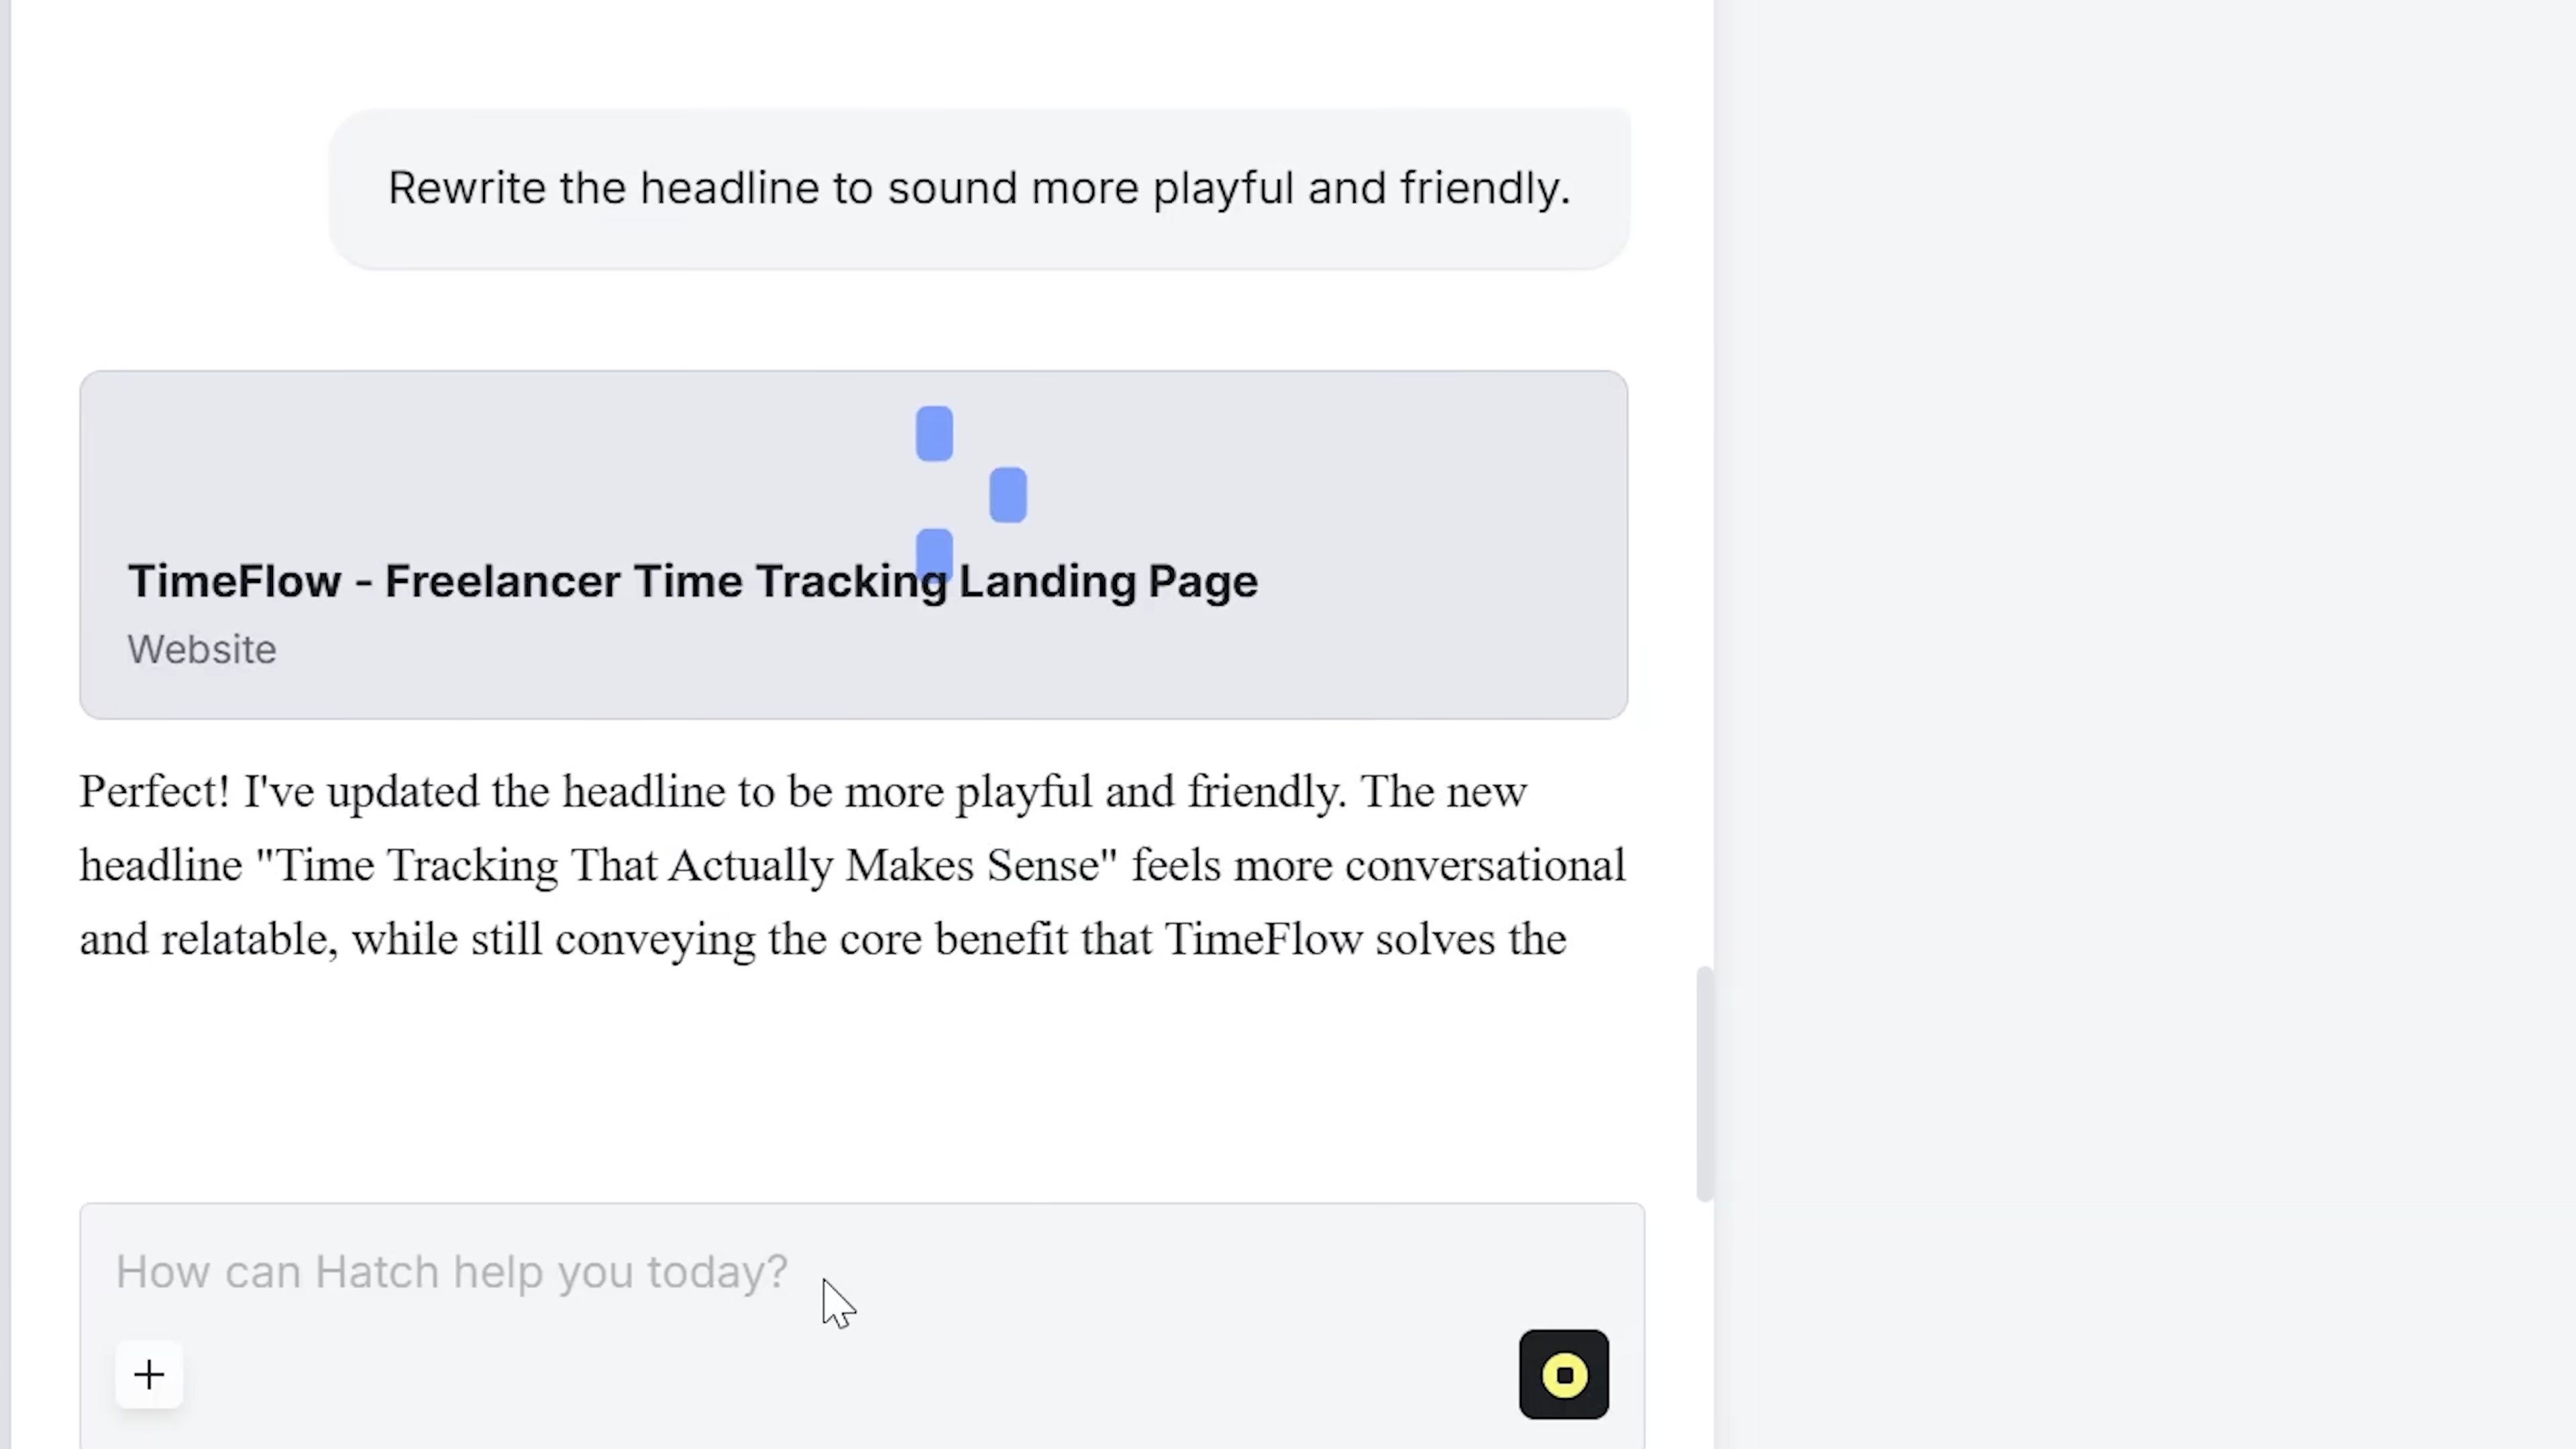 Rewrite the headline to sound more playful and friendly.
TimeFlow - Freelancer Time Tracking Landing Page
Website
Perfect! I've updated the headline to be more playful and friendly. The new
headline "Time Tracking That Actually Makes Sense" feels more conversational
and relatable, while still conveying the core benefit that TimeFlow solves the
How can Hatch help you today?